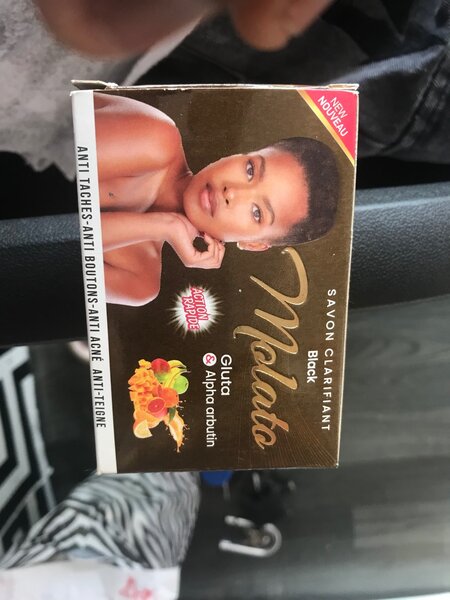 NEW
NOUVEAU
SAVON CLARIFIANT
Black
Molato
Gluta
& Alpha arbutin
ACTION
RAPIDE
ANTI TACHES-ANTI BOUTONS-ANTI ACNÉ ANTI-TEIGNE